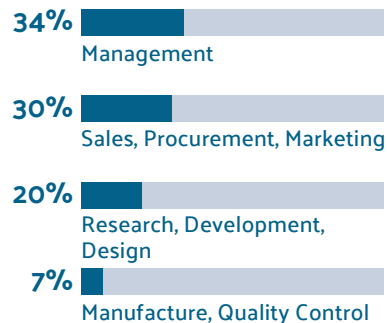 34%
Management
30%
Sales, Procurement, Marketing
20%
Research, Development,
Design
7%
Manufacture, Quality Control